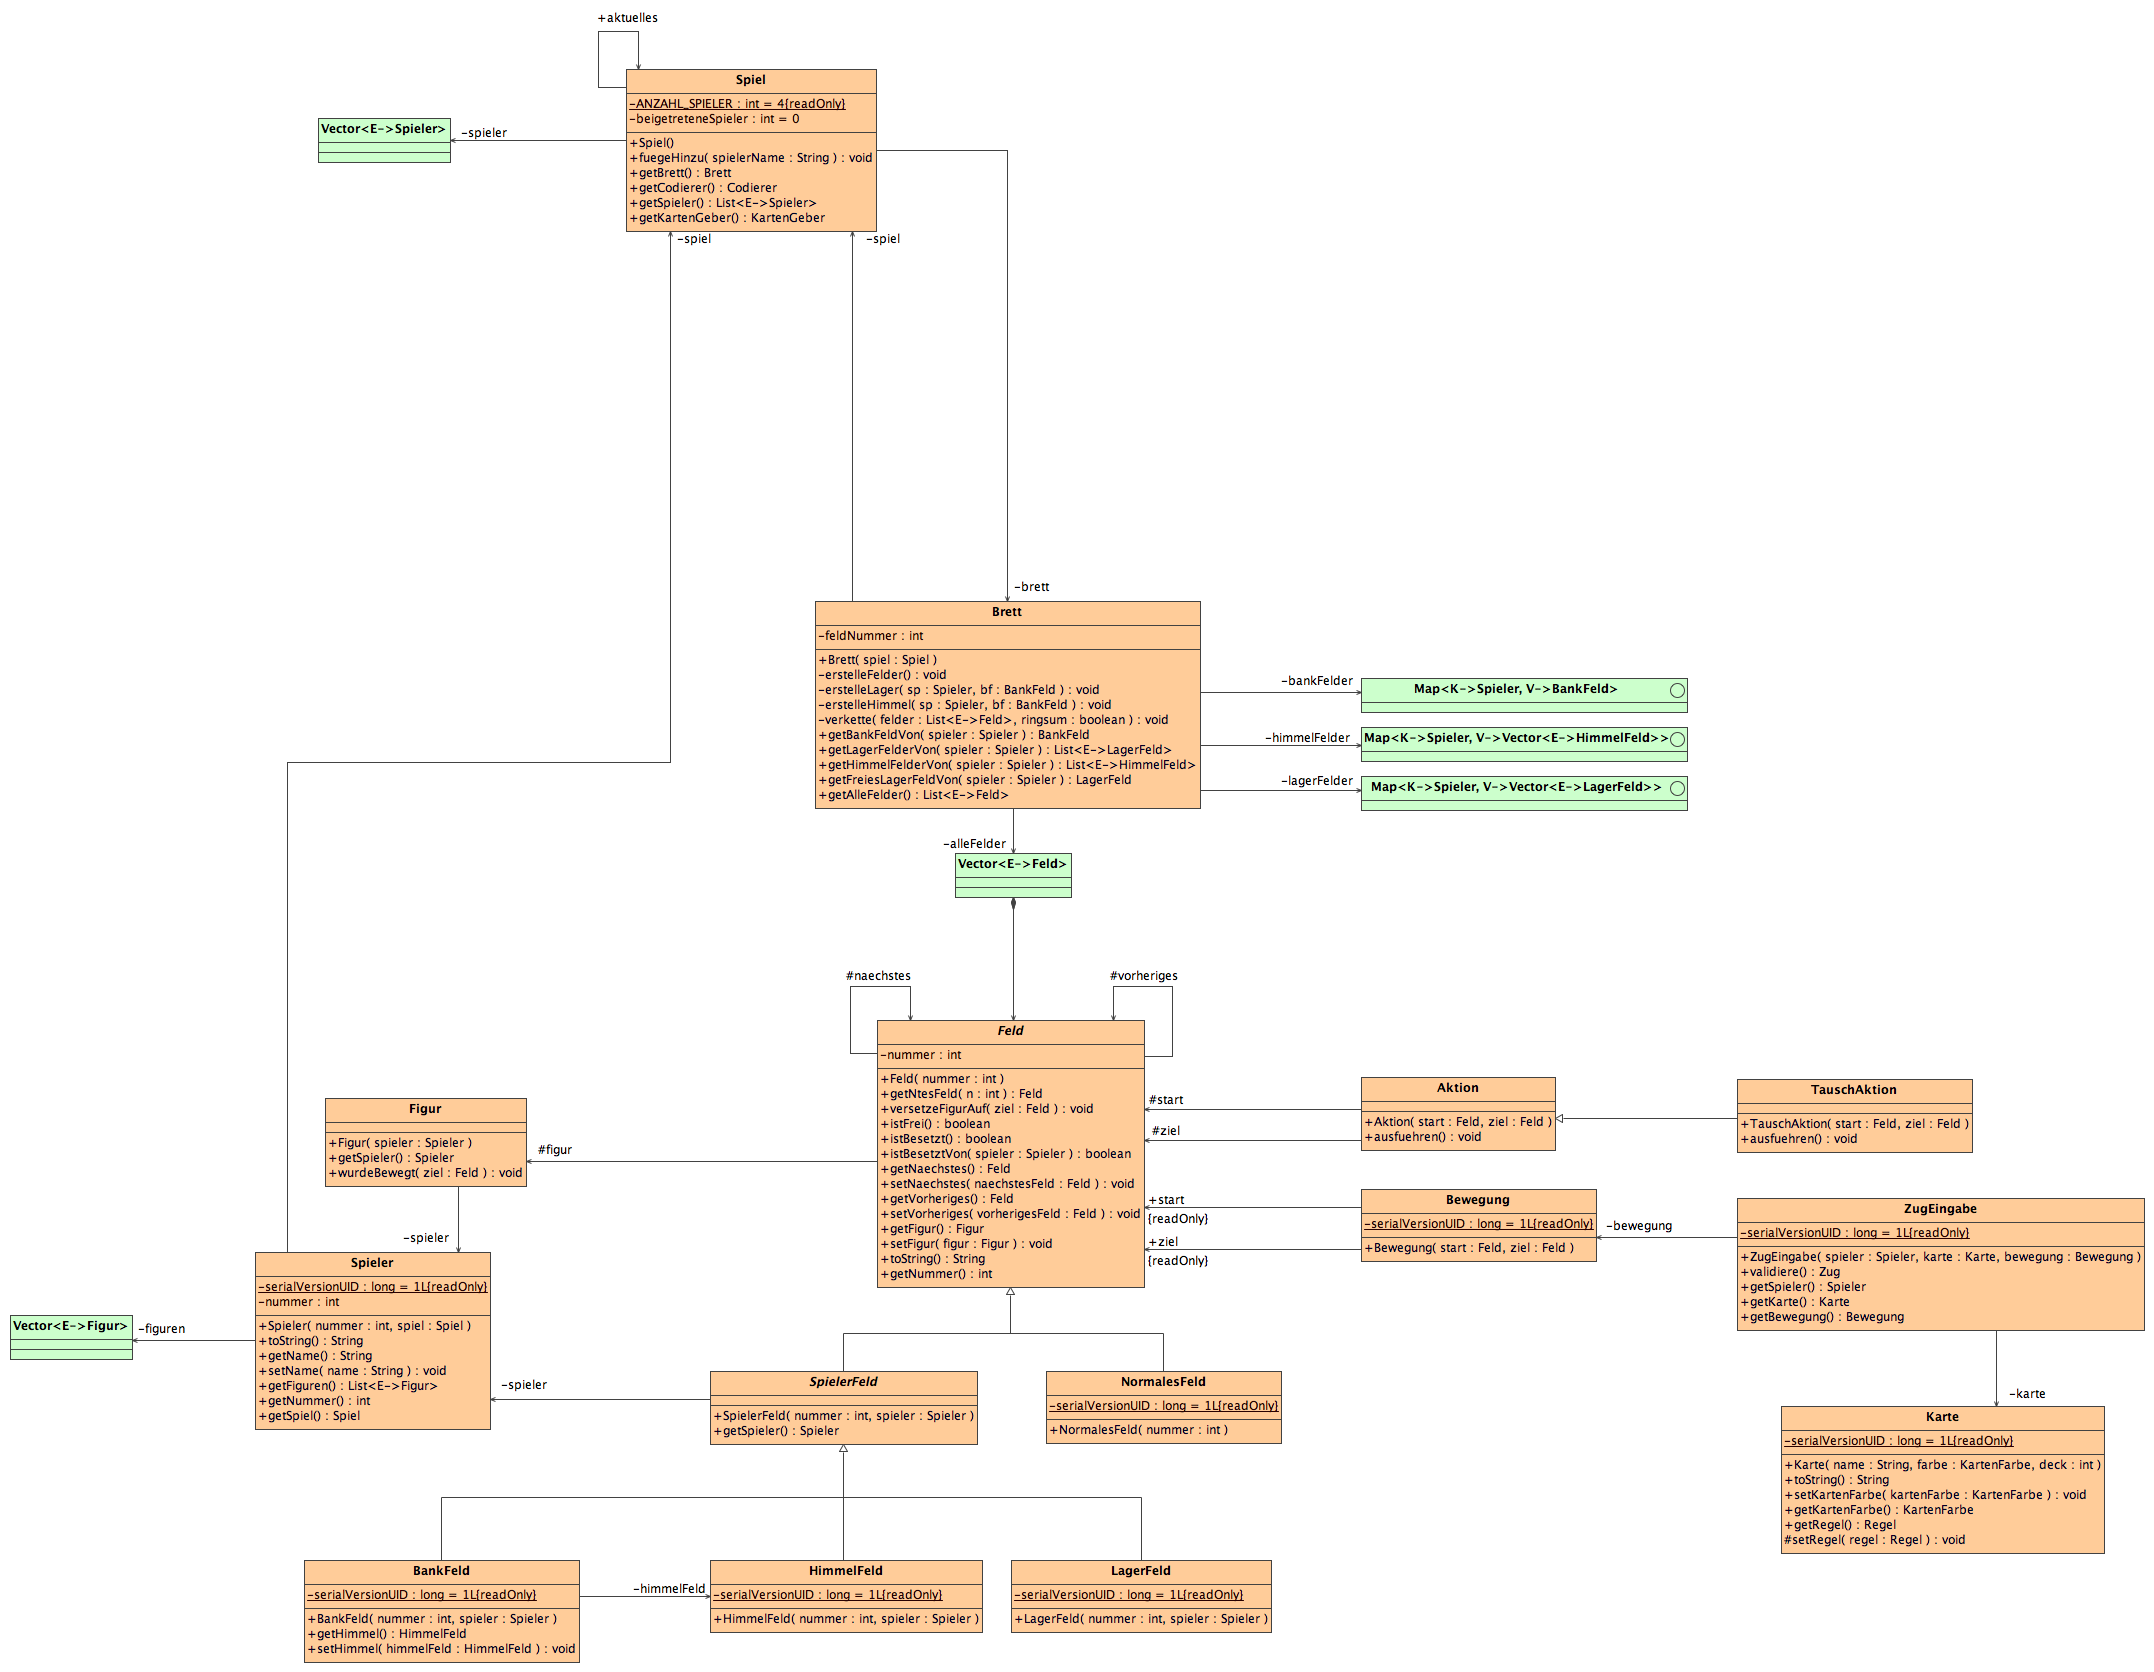 +aktuelles
Spiel
-ANZAHL_SPIELER : int = 4{readOnly}
-beigetreteneSpieler : int = 0
+Spiel()
+fuegeHinzu( spielerName : String ) : void
+getBrett() : Brett
+getCodierer() : Codierer
+getSpieler() : List<E->Spieler>
+getKartenGeber() : KartenGeber
Vector<E->Spieler>
-spieler
-spiel
-spiel
-brett
Brett
-feldNummer : int
+Brett( spiel : Spiel )
-erstelleFelder() : void
-erstelleLager( sp : Spieler, bf : BankFeld ) : void
-erstelleHimmel( sp : Spieler, bf : BankFeld ) : void
-verkette( felder : List<E->Feld>, ringsum : boolean ) : void
+getBankFeldVon( spieler : Spieler ) : BankFeld
+getLagerFelderVon( spieler : Spieler ) : List<E->LagerFeld>
+getHimmelFelderVon( spieler : Spieler ) : List<E->HimmelFeld>
+getFreiesLagerFeldVon( spieler : Spieler ) : LagerFeld
+getAlleFelder() : List<E->Feld>
-bankFelder
Map<K->Spieler, V->BankFeld>
-himmelFelder
Map<K->Spieler, V->Vector<E->HimmelFeld>>
-lagerFelder
Map<K->Spieler, V->Vector<E->LagerFeld>>
-alleFelder
Vector<E->Feld>
#naechstes
#vorheriges
Feld
-nummer : int
+Feld( nummer : int )
+getNtesFeld( n : int ) : Feld
+versetzeFigurAuf( ziel : Feld ) : void
+istFrei() : boolean
+istBesetzt() : boolean
+istBesetztVon( spieler : Spieler ) : boolean
+getNaechstes() : Feld
+setNaechstes( naechstesFeld : Feld ) : void
+getVorheriges() : Feld
+setVorheriges( vorherigesFeld : Feld ) : void
+getFigur() : Figur
+setFigur( figur : Figur ) : void
+toString() : String
+getNummer() : int
#start
#ziel
Aktion
+Aktion( start : Feld, ziel : Feld )
+ausfuehren() : void
TauschAktion
+TauschAktion( start : Feld, ziel : Feld )
+ausfuehren() : void
Figur
+Figur( spieler : Spieler )
+getSpieler() : Spieler
+wurdeBewegt( ziel : Feld ) : void
#figur
+start
{readOnly}
+ziel
{readOnly}
Bewegung
-serialVersionUID : long = 1L{readOnly}
+Bewegung( start : Feld, ziel : Feld )
-bewegung
ZugEingabe
-serialVersionUID : long = 1L{readOnly}
+ZugEingabe( spieler : Spieler, karte : Karte, bewegung : Bewegung )
+validiere() : Zug
+getSpieler() : Spieler
+getKarte() : Karte
+getBewegung() : Bewegung
-spieler
Spieler
-serialVersionUID : long = 1L{readOnly}
-nummer : int
+Spieler( nummer : int, spiel : Spiel )
+toString() : String
+getName() : String
+setName( name : String ) : void
+getFiguren() : List<E->Figur>
+getNummer() : int
+getSpiel() : Spiel
Vector<E->Figur>
-figuren
-spieler
SpielerFeld
+SpielerFeld( nummer : int, spieler : Spieler )
+getSpieler() : Spieler
NormalesFeld
-serialVersionUID : long = 1L{readOnly}
+NormalesFeld( nummer : int )
-karte
Karte
-serialVersionUID : long = 1L{readOnly}
+Karte( name : String, farbe : KartenFarbe, deck : int )
+toString() : String
+setKartenFarbe( kartenFarbe : KartenFarbe ) : void
+getKartenFarbe() : KartenFarbe
+getRegel() : Regel
#setRegel( regel : Regel ) : void
BankFeld
-serialVersionUID : long = 1L{readOnly}
+BankFeld( nummer : int, spieler : Spieler )
+getHimmel() : HimmelFeld
+setHimmel( himmelFeld : HimmelFeld ) : void
-himmelFeld
HimmelFeld
-serialVersionUID : long = 1L{readOnly}
+HimmelFeld( nummer : int, spieler : Spieler )
LagerFeld
-serialVersionUID : long = 1L{readOnly}
+LagerFeld( nummer : int, spieler : Spieler )